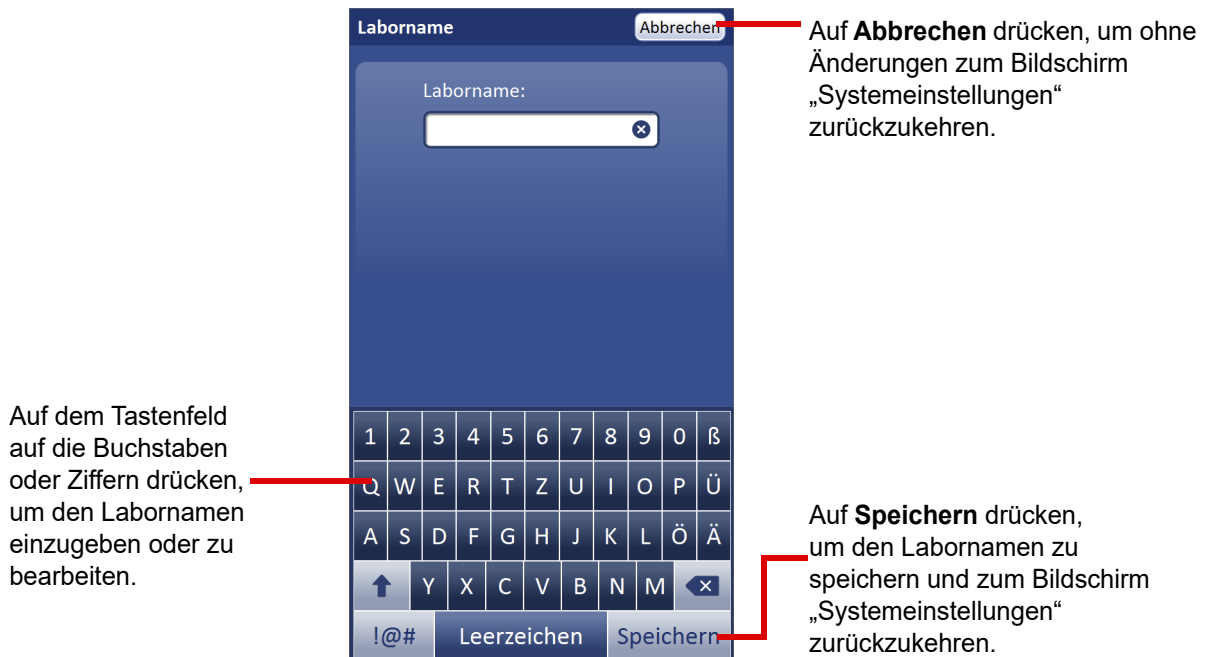 Laborname Abbrechen
Auf Abbrechen drücken, um ohne
Änderungen zum Bildschirm
„Systemeinstellungen“
zurückzukehren.
Laborname:
Auf dem Tastenfeld
auf die Buchstaben
oder Ziffern drücken,
um den Labornamen
einzugeben oder zu
bearbeiten.
1 2 3 4 5 6 7 8 9 0 ß
Q W E R T Z U I O P Ü
A S D F G H J K L Ö Ä
Y X C V B N M
!@# Leerzeichen Speichern
Auf Speichern drücken,
um den Labornamen zu
speichern und zum Bildschirm
„Systemeinstellungen“
zurückzukehren.